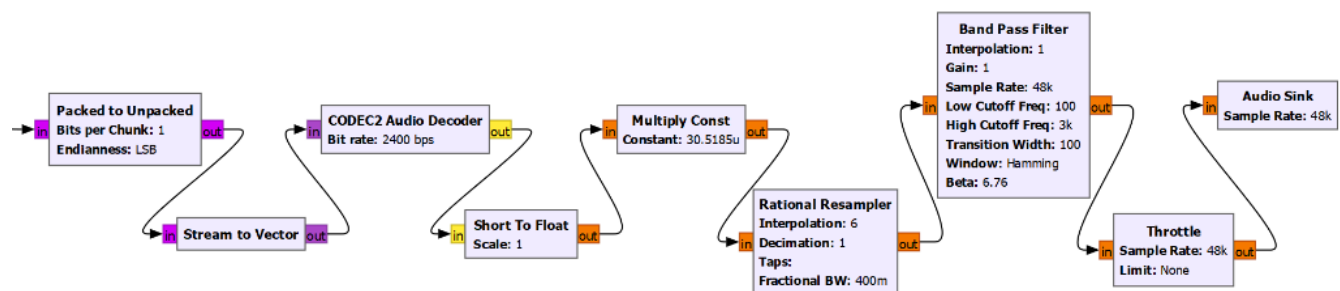 Packed to Unpacked
in
Bits per Chunk: 1
out
Endianness: LSB
in
Stream to Vector
out
CODEC2 Audio Decoder
in
Bit rate: 2400 bps
out
Short To Float
in
Scale: 1
out
Multiply Const
in
Constant: 30.5185u
out
Rational Resampler
Interpolation: 6
in
Decimation: 1
out
Taps:
Fractional BW: 400m
Band Pass Filter
Interpolation: 1
Gain: 1
Sample Rate: 48k
in
Low Cutoff Freq: 100
out
High Cutoff Freq: 3k
Transition Width: 100
Window: Hamming
Beta: 6.76
Throttle
in
Sample Rate: 48k
out
Limit: None
Audio Sink
in
Sample Rate: 48k